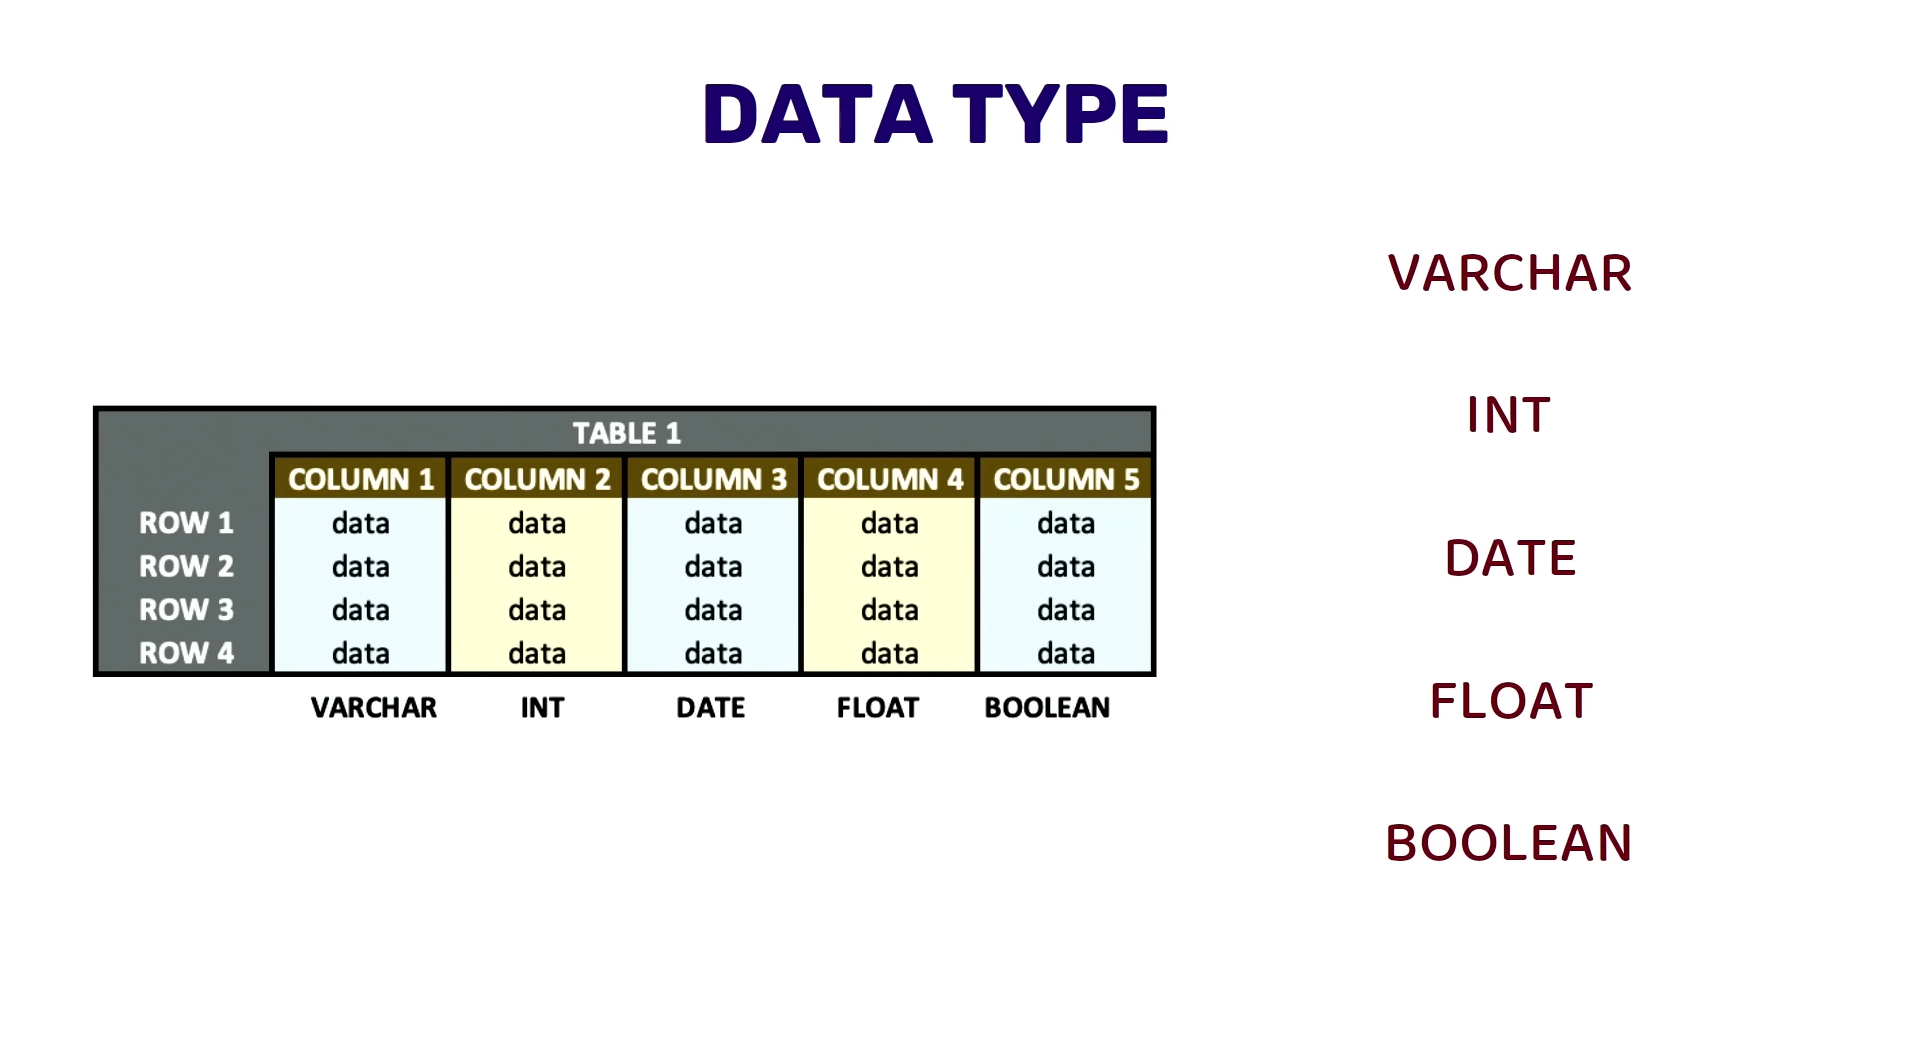 DATA TYPE
TABLE 1
COLUMN 1 COLUMN 2 COLUMN 3 COLUMN 4 COLUMN 5
ROW 1 data data data data data
ROW 2 data data data data data
ROW 3 data data data data data
ROW 4 data data data data data
VARCHAR INT DATE FLOAT BOOLEAN
VARCHAR
INT
DATE
FLOAT
BOOLEAN